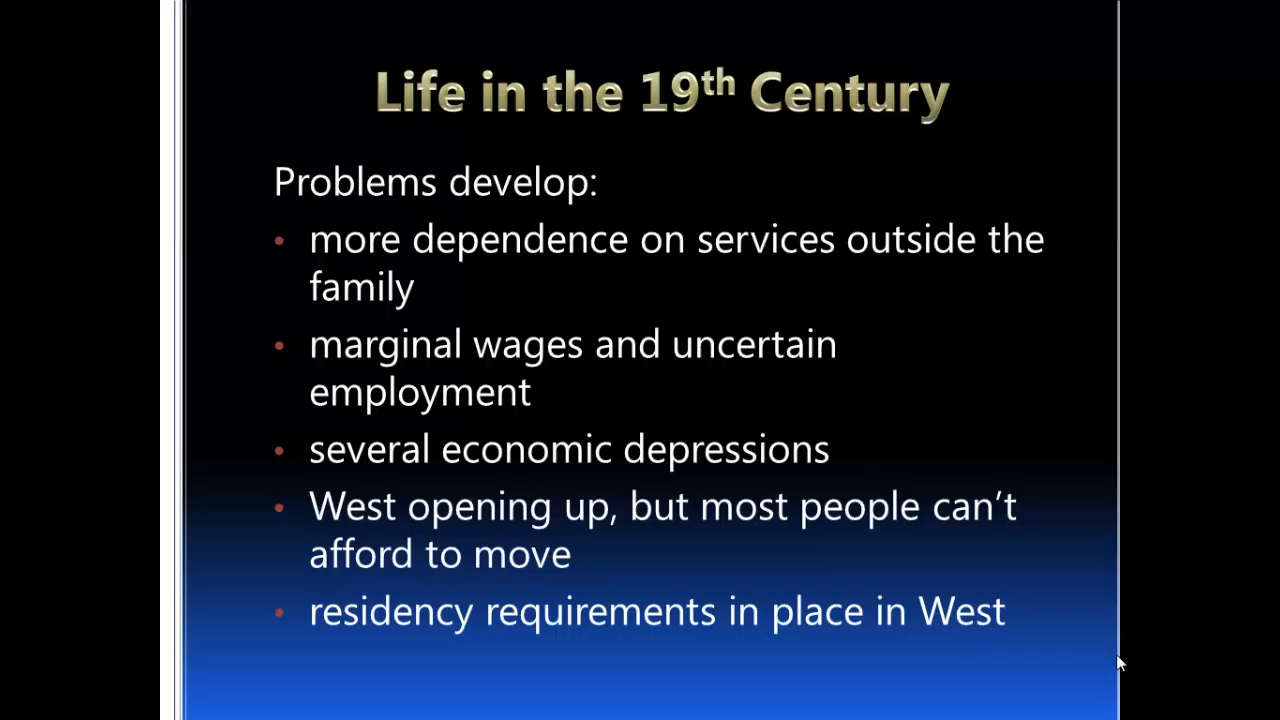 Life in the 19th Century
Problems develop:
• more dependence on services outside the
family
• marginal wages and uncertain
employment
• several economic depressions
• West opening up, but most people can’t
afford to move
• residency requirements in place in West